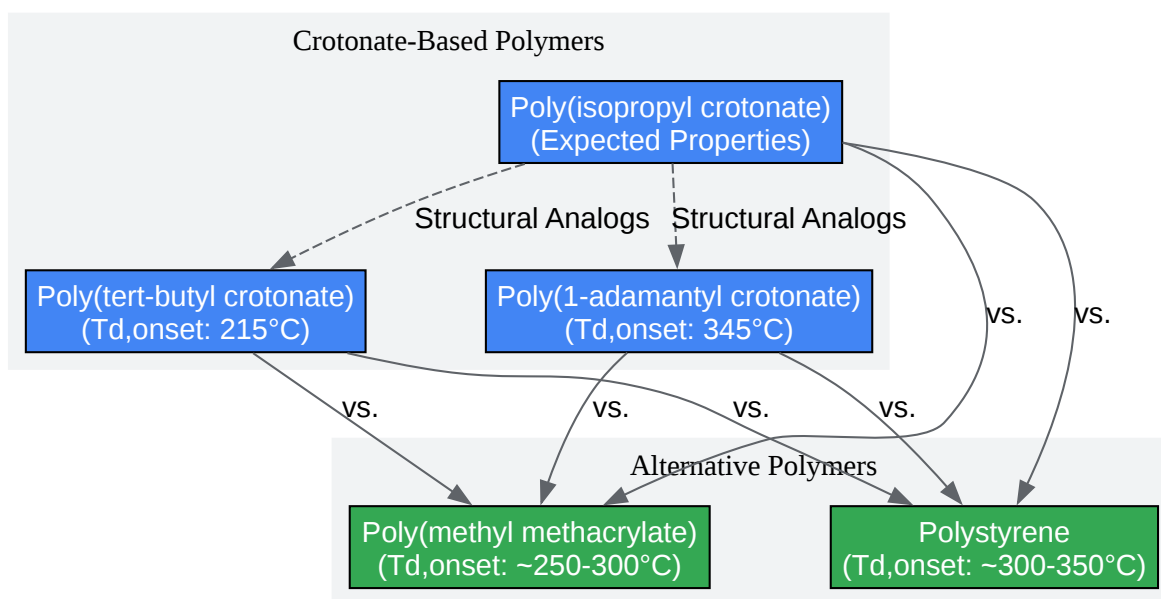 Crotonate-Based Polymers
Poly(isopropyl crotonate)
(Expected Properties)
Structural Analogs
Structural Analogs
Poly(tert-butyl crotonate)
(Td,onset: 215°C)
Poly(1-adamantyl crotonate)
(Td,onset: 345°C)
vs.
vs.
vs.
vs.
vs.
vs.
Alternative Polymers
Poly(methyl methacrylate)
(Td,onset: ~250-300°C)
Polystyrene
(Td,onset: ~300-350°C)